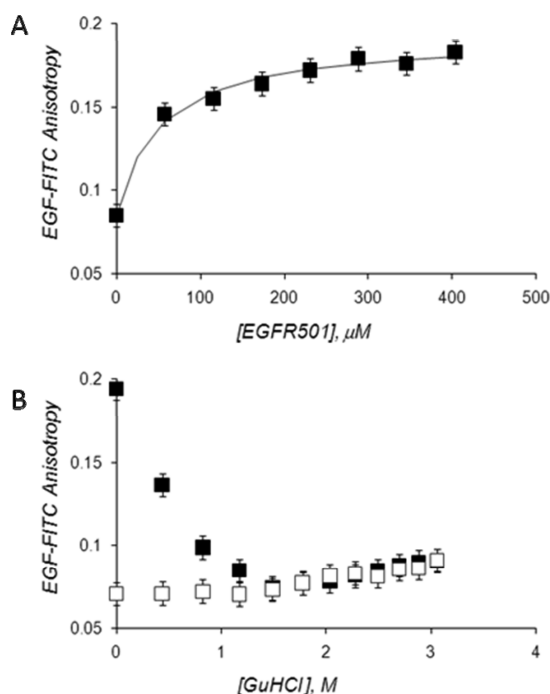 A
EGF-FITC Anisotropy
0.2
0.15
0.1
0.05
0 100 200 300 400 500
[EGFR501], μM
B
EGF-FITC Anisotropy
0.2
0.15
0.1
0.05
0 1 2 3 4
[GuHCl], M